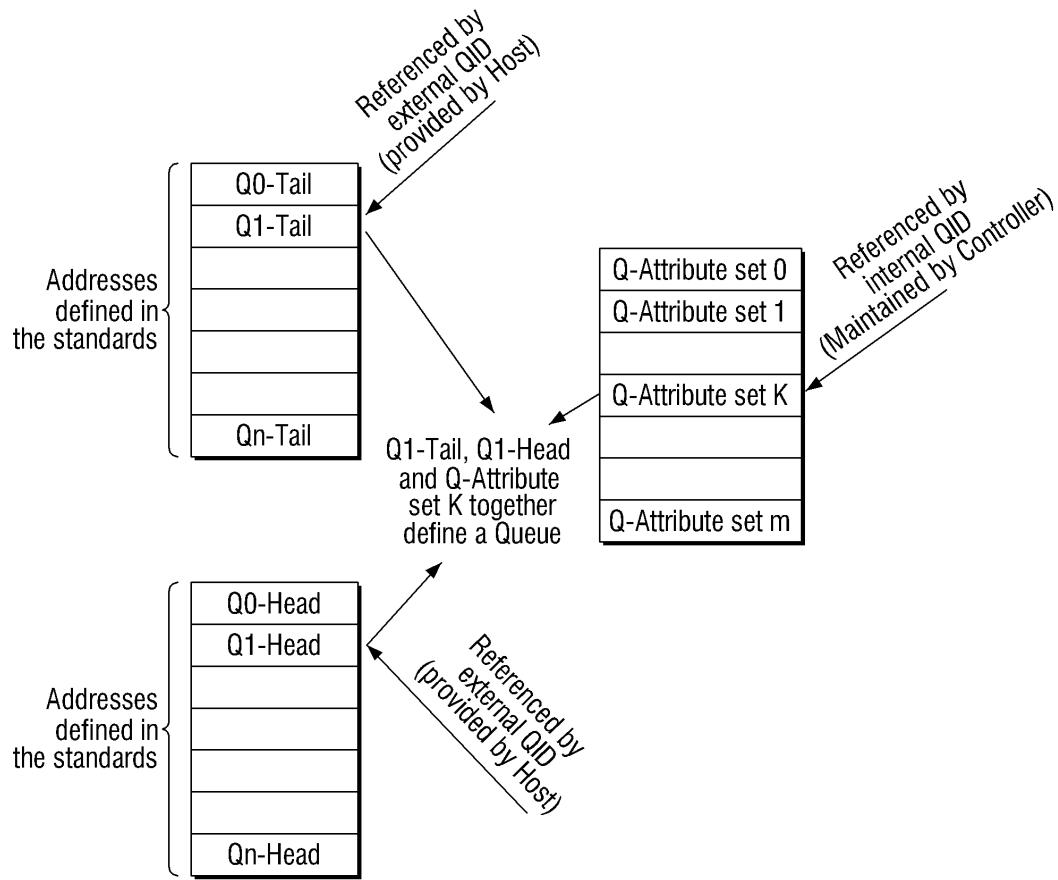 Referenced by
external QID
(provided by Host)
Q0-Tail
Q1-Tail
Qn-Tail
Addresses
defined in
the standards
Referenced by
internal QID
(Maintained by Controller)
Q-Attribute set 0
Q-Attribute set 1
Q-Attribute set K
Q-Attribute set m
Q1-Tail, Q1-Head
and Q-Attribute
set K together
define a Queue
Q0-Head
Q1-Head
Qn-Head
Addresses
defined in
the standards
Referenced by
external QID
(provided by Host)